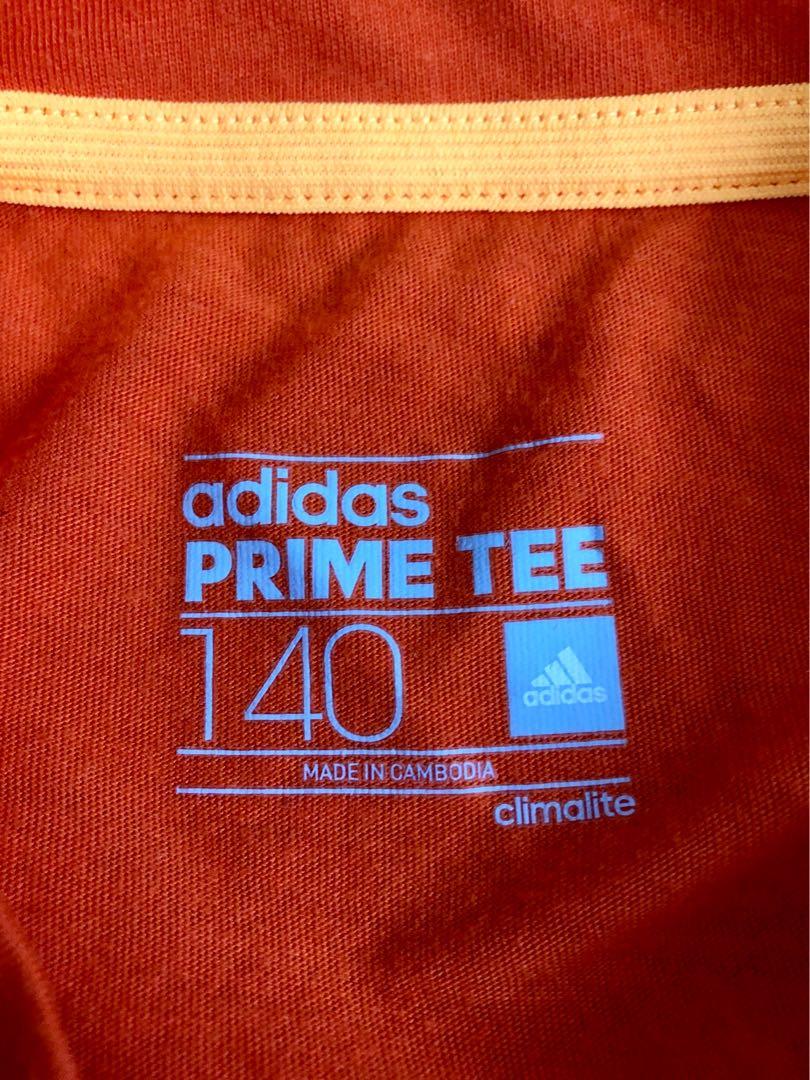 adidas
PRIME TEE
140
adidas
MADE IN CAMBODIA
climalite